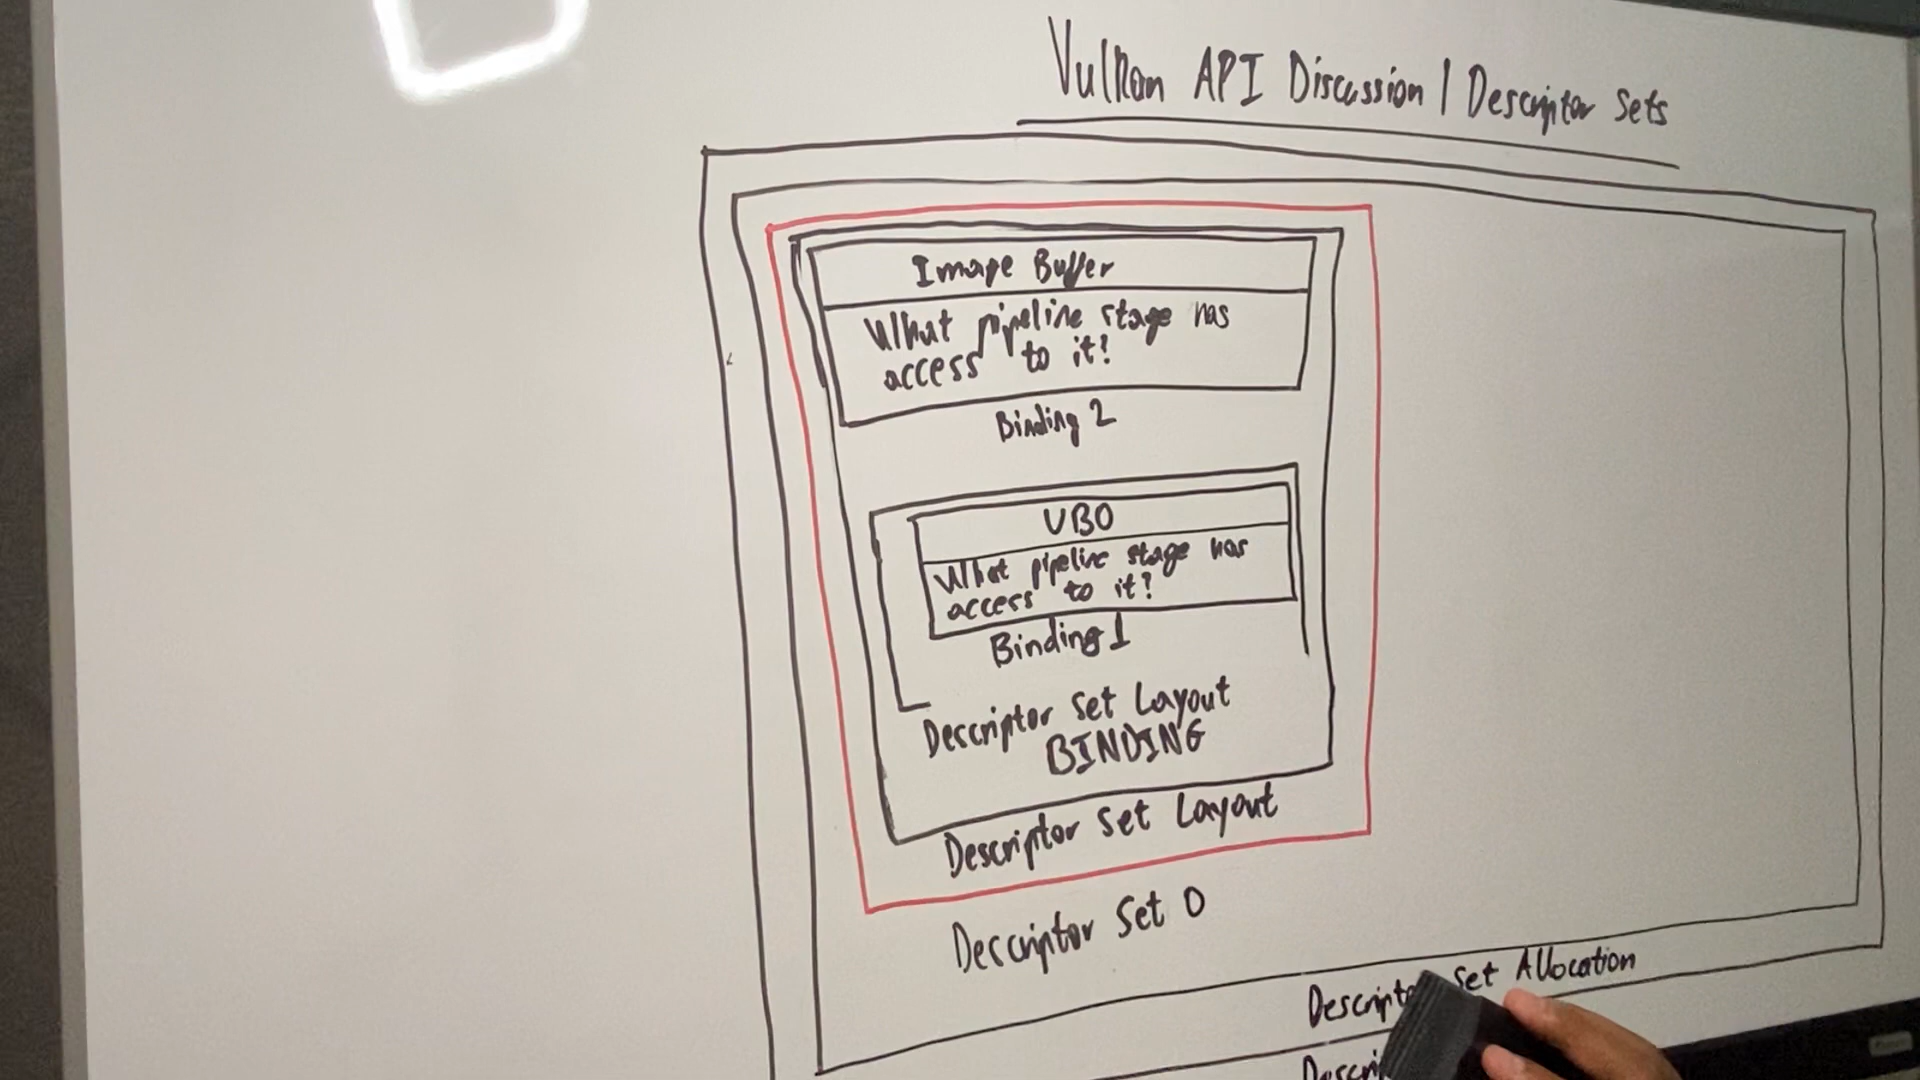 Vulkan API Discussion | Descriptor Sets
Image Buffer
What pipeline stage has
access to it?
Binding 2
UBO
What pipeline stage has
access to it?
Binding 1
Descriptor Set Layout
BINDING
Descriptor Set Layout
Descriptor Set 0
Set Allocation